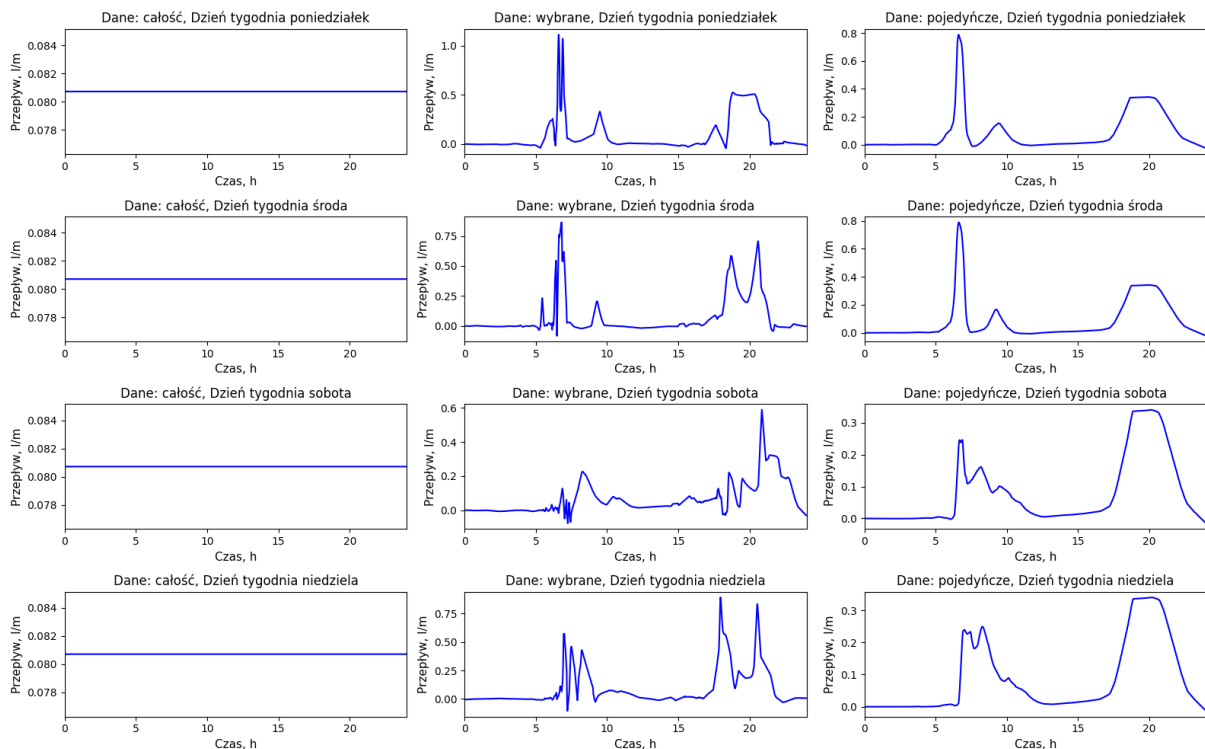 Dane: całość, Dzień tygodnia poniedziałek
Przepływ, l/m
0.084
0.082
0.080
0.078
0 5 10 15 20
Czas, h
Dane: wybrane, Dzień tygodnia poniedziałek
Przepływ, l/m
1.0
0.5
0.0
0 5 10 15 20
Czas, h
Dane: pojedyńcze, Dzień tygodnia poniedziałek
Przepływ, l/m
0.8
0.6
0.4
0.2
0.0
0 5 10 15 20
Czas, h
Dane: całość, Dzień tygodnia środa
Przepływ, l/m
0.084
0.082
0.080
0.078
0 5 10 15 20
Czas, h
Dane: wybrane, Dzień tygodnia środa
Przepływ, l/m
0.75
0.50
0.25
0.00
0 5 10 15 20
Czas, h
Dane: pojedyńcze, Dzień tygodnia środa
Przepływ, l/m
0.8
0.6
0.4
0.2
0.0
0 5 10 15 20
Czas, h
Dane: całość, Dzień tygodnia sobota
Przepływ, l/m
0.084
0.082
0.080
0.078
0 5 10 15 20
Czas, h
Dane: wybrane, Dzień tygodnia sobota
Przepływ, l/m
0.6
0.4
0.2
0.0
0 5 10 15 20
Czas, h
Dane: pojedyńcze, Dzień tygodnia sobota
Przepływ, l/m
0.3
0.2
0.1
0.0
0 5 10 15 20
Czas, h
Dane: całość, Dzień tygodnia niedziela
Przepływ, l/m
0.084
0.082
0.080
0.078
0 5 10 15 20
Czas, h
Dane: wybrane, Dzień tygodnia niedziela
Przepływ, l/m
0.75
0.50
0.25
0.00
0 5 10 15 20
Czas, h
Dane: pojedyńcze, Dzień tygodnia niedziela
Przepływ, l/m
0.3
0.2
0.1
0.0
0 5 10 15 20
Czas, h